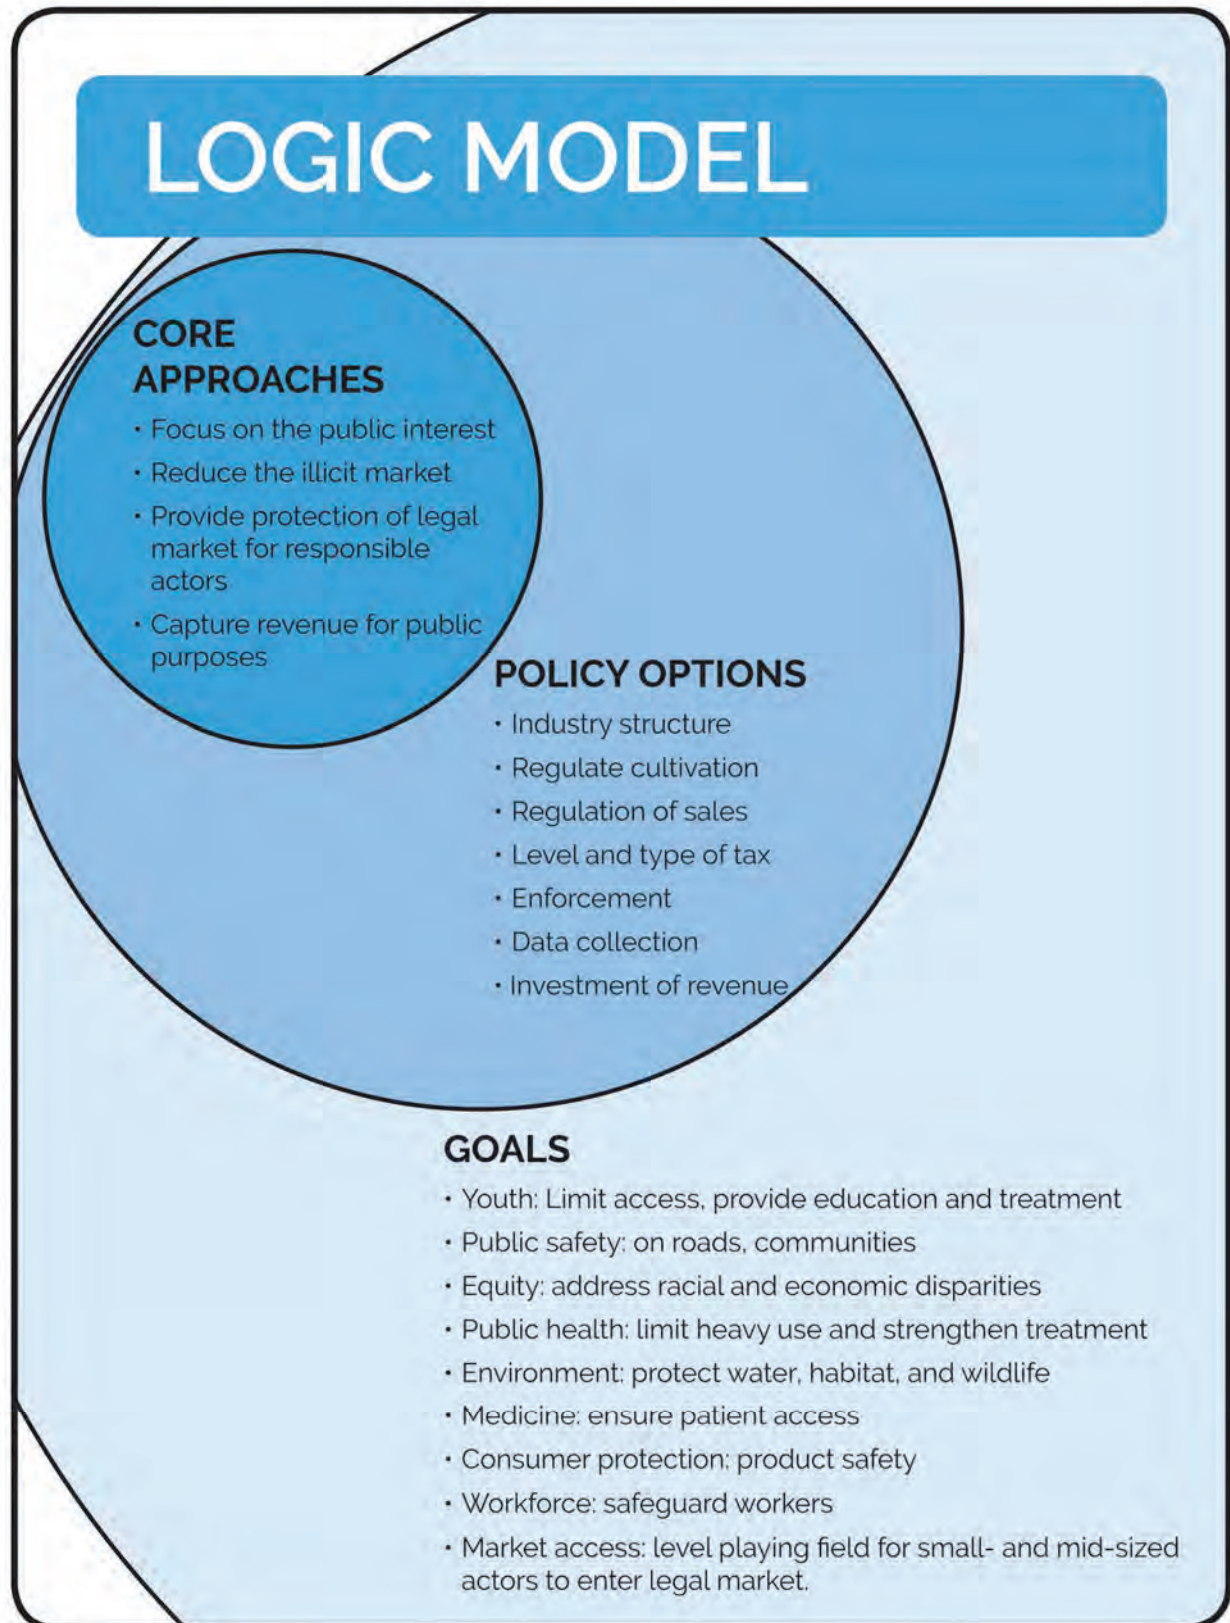 LOGIC MODEL
CORE
APPROACHES
• Focus on the public interest
• Reduce the illicit market
• Provide protection of legal
market for responsible
actors
• Capture revenue for public
purposes
POLICY OPTIONS
• Industry structure
• Regulate cultivation
• Regulation of sales
• Level and type of tax
• Enforcement
• Data collection
• Investment of revenue
GOALS
• Youth: Limit access, provide education and treatment
• Public safety: on roads, communities
• Equity: address racial and economic disparities
• Public health: limit heavy use and strengthen treatment
• Environment: protect water, habitat, and wildlife
• Medicine: ensure patient access
• Consumer protection: product safety
• Workforce: safeguard workers
• Market access: level playing field for small- and mid-sized
actors to enter legal market.